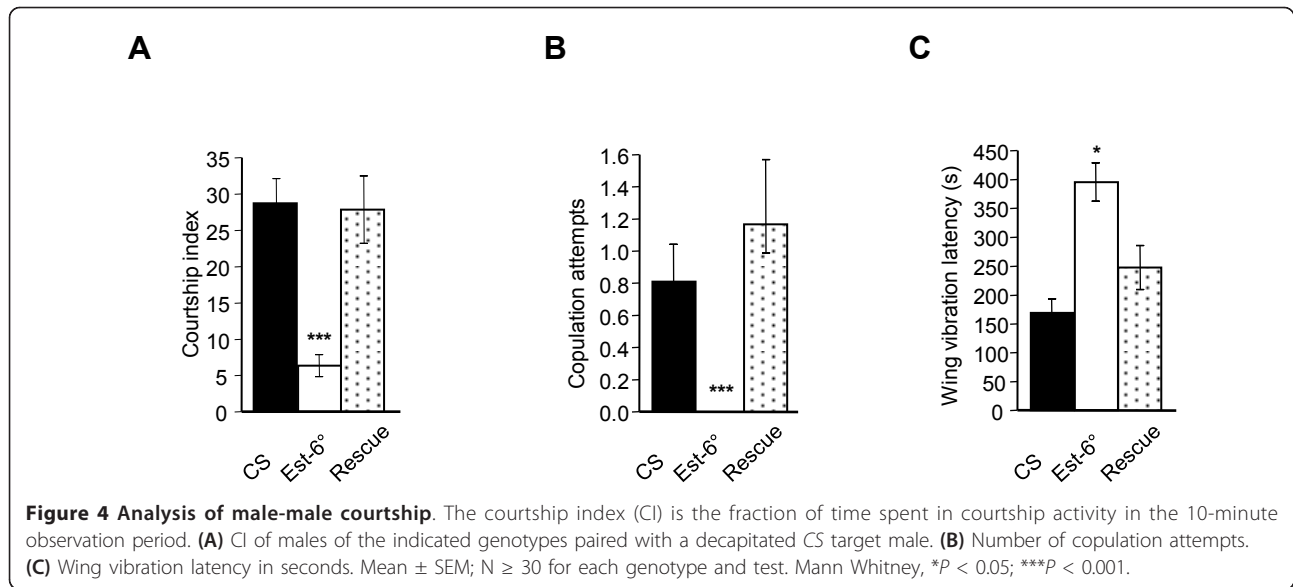 A
B
C
35
30
25
20
15
10
5
0
Courtship index
***
CS
Est-6°
Rescue
1.6
1.4
1.2
1.0
0.8
0.6
0.4
0.2
0.0
Copulation attempts
***
CS
Est-6°
Rescue
450
400
350
300
250
200
150
100
50
0
Wing vibration latency (s)
*
CS
Est-6°
Rescue
Figure 4 Analysis of male-male courtship. The courtship index (CI) is the fraction of time spent in courtship activity in the 10-minute
observation period. (A) CI of males of the indicated genotypes paired with a decapitated CS target male. (B) Number of copulation attempts.
(C) Wing vibration latency in seconds. Mean ± SEM; N ≥ 30 for each genotype and test. Mann Whitney, *P < 0.05; ***P < 0.001.